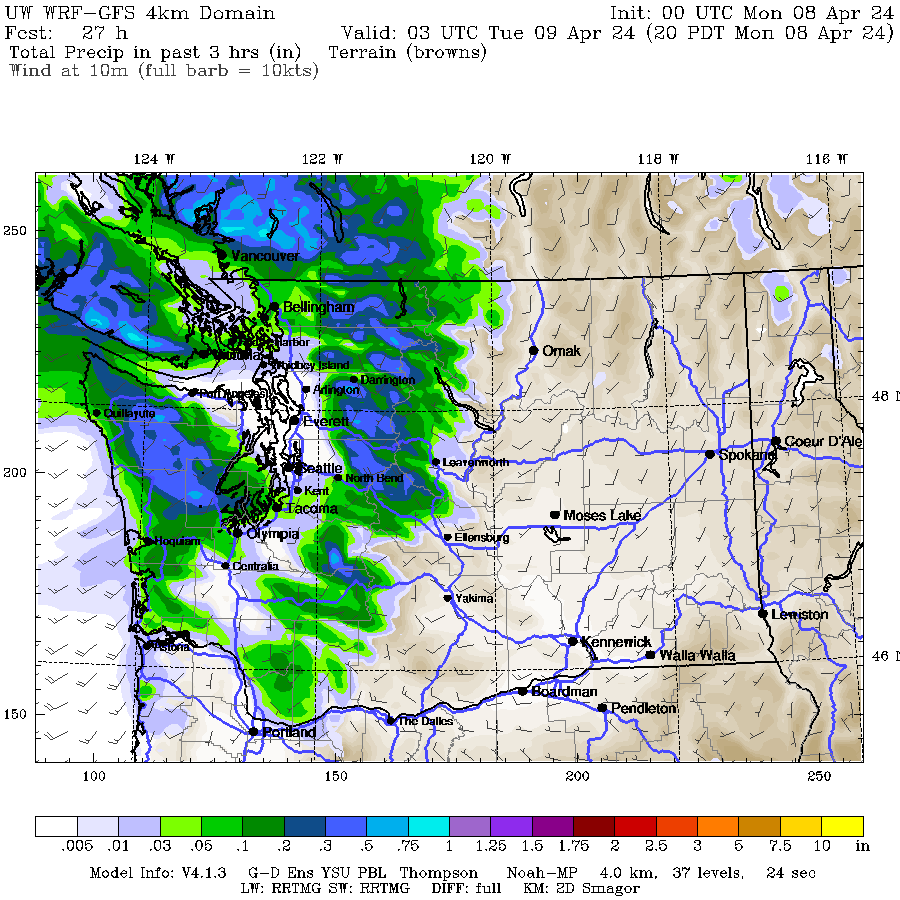 UW WRF-GFS 4km Domain Init: 00 UTC Mon 08 Apr 24
Fcst: 27 h Valid: 03 UTC Tue 09 Apr 24 (20 PDT Mon 08 Apr 24)
Total Precip in past 3 hrs (in) Terrain (browns)
Wind at 10m (full barb = 10kts)
124 W 122 W 120 W 118 W 116 W
250
Vancouver
Bellingham
Whidbey Island
Omak
Darrington
Arlington
Port Angeles
48 N
Quillayute
Everett
Coeur D'Ale
Spokane
Leavenworth
200
Seattle
North Bend
Kent
Tacoma
Moses Lake
Olympia
Ellensburg
Hoquiam
Centralia
Yakima
Lewiston
Astoria
Kennewick
Walla Walla
46 N
Boardman
Pendleton
150
The Dalles
Portland
100 150 200 250
.005 .01 .03 .05 .1 .2 .3 .5 .75 1 1.25 1.5 1.75 2 2.5 3 5 7.5 10 in
Model Info: V4.1.3 G-D Ens YSU PBL Thompson Noah-MP 4.0 km, 37 levels, 24 sec
LW: RRTMG SW: RRTMG DIFF: full KM: 2D Smagor